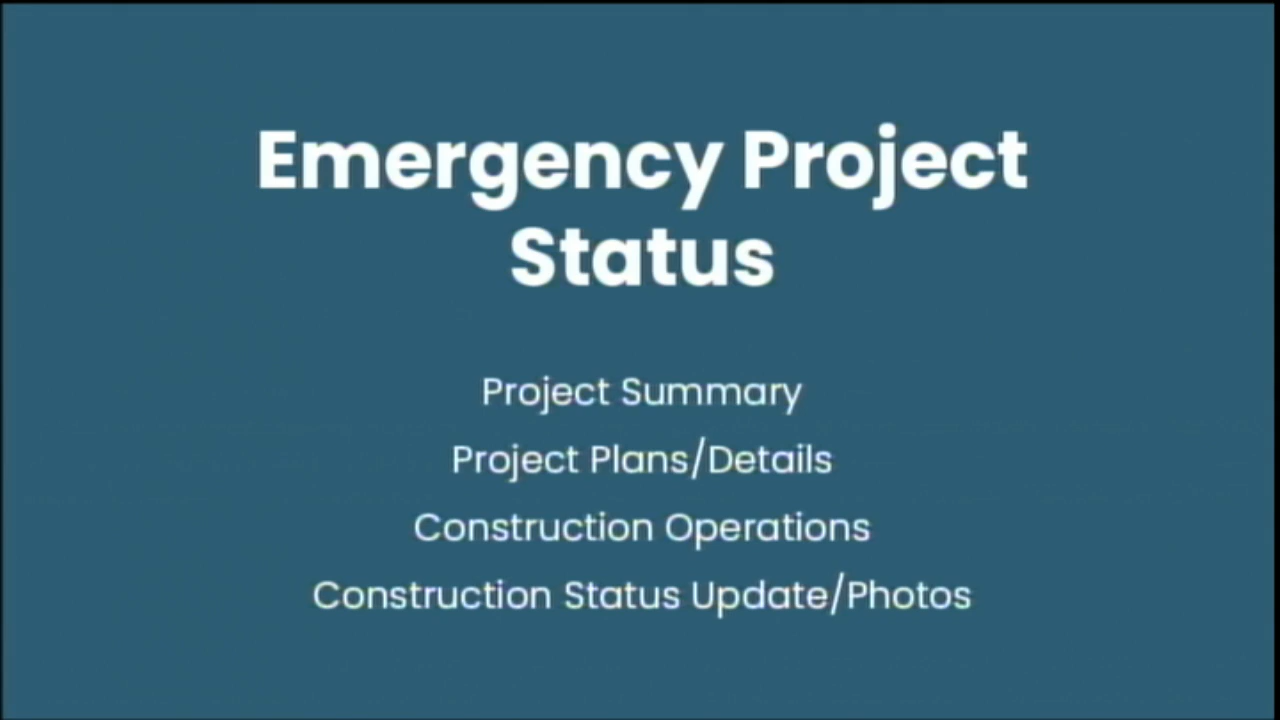 Emergency Project
Status
Project Summary
Project Plans/Details
Construction Operations
Construction Status Update/Photos